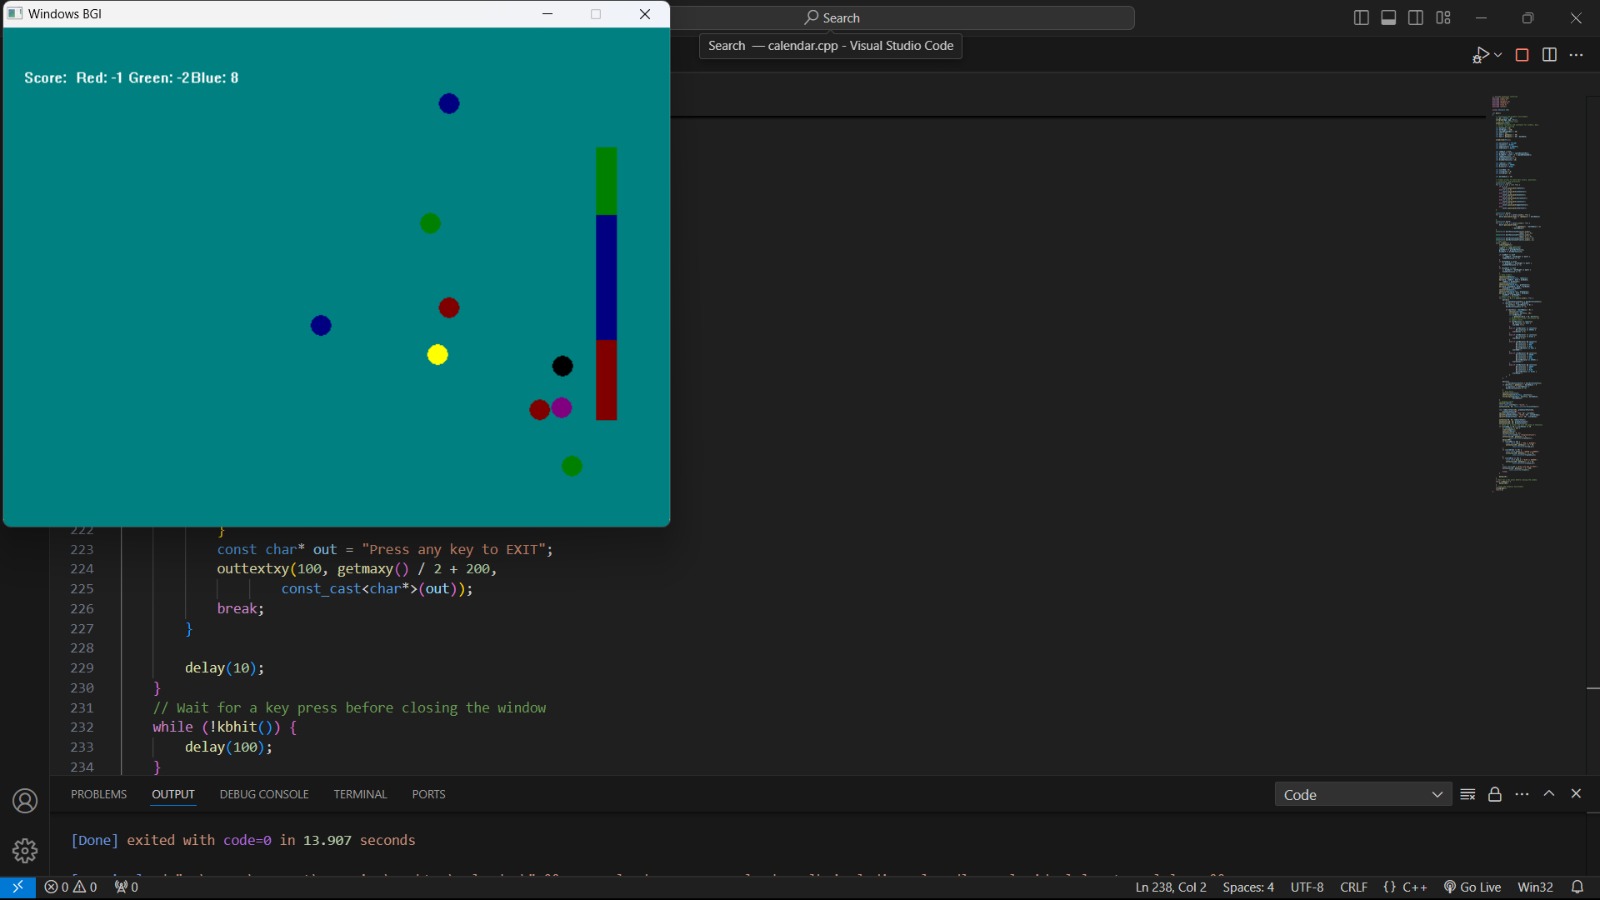 Windows BGI
Search
Search — calendar.cpp - Visual Studio Code
Score: Red: -1 Green: -2Blue: 8
222 }
223 const char* out = "Press any key to EXIT";
224 outtextxy(100, getmaxy() / 2 + 200,
225 const_cast<char*>(out));
226 break;
227 }
228
229 delay(10);
230 }
231 // Wait for a key press before closing the window
232 while (!kbhit()) {
233 delay(100);
234 }
PROBLEMS OUTPUT DEBUG CONSOLE TERMINAL PORTS
Code
[Done] exited with code=0 in 13.907 seconds
0 0 0
Ln 238, Col 2 Spaces: 4 UTF-8 CRLF {} C++ Go Live Win32